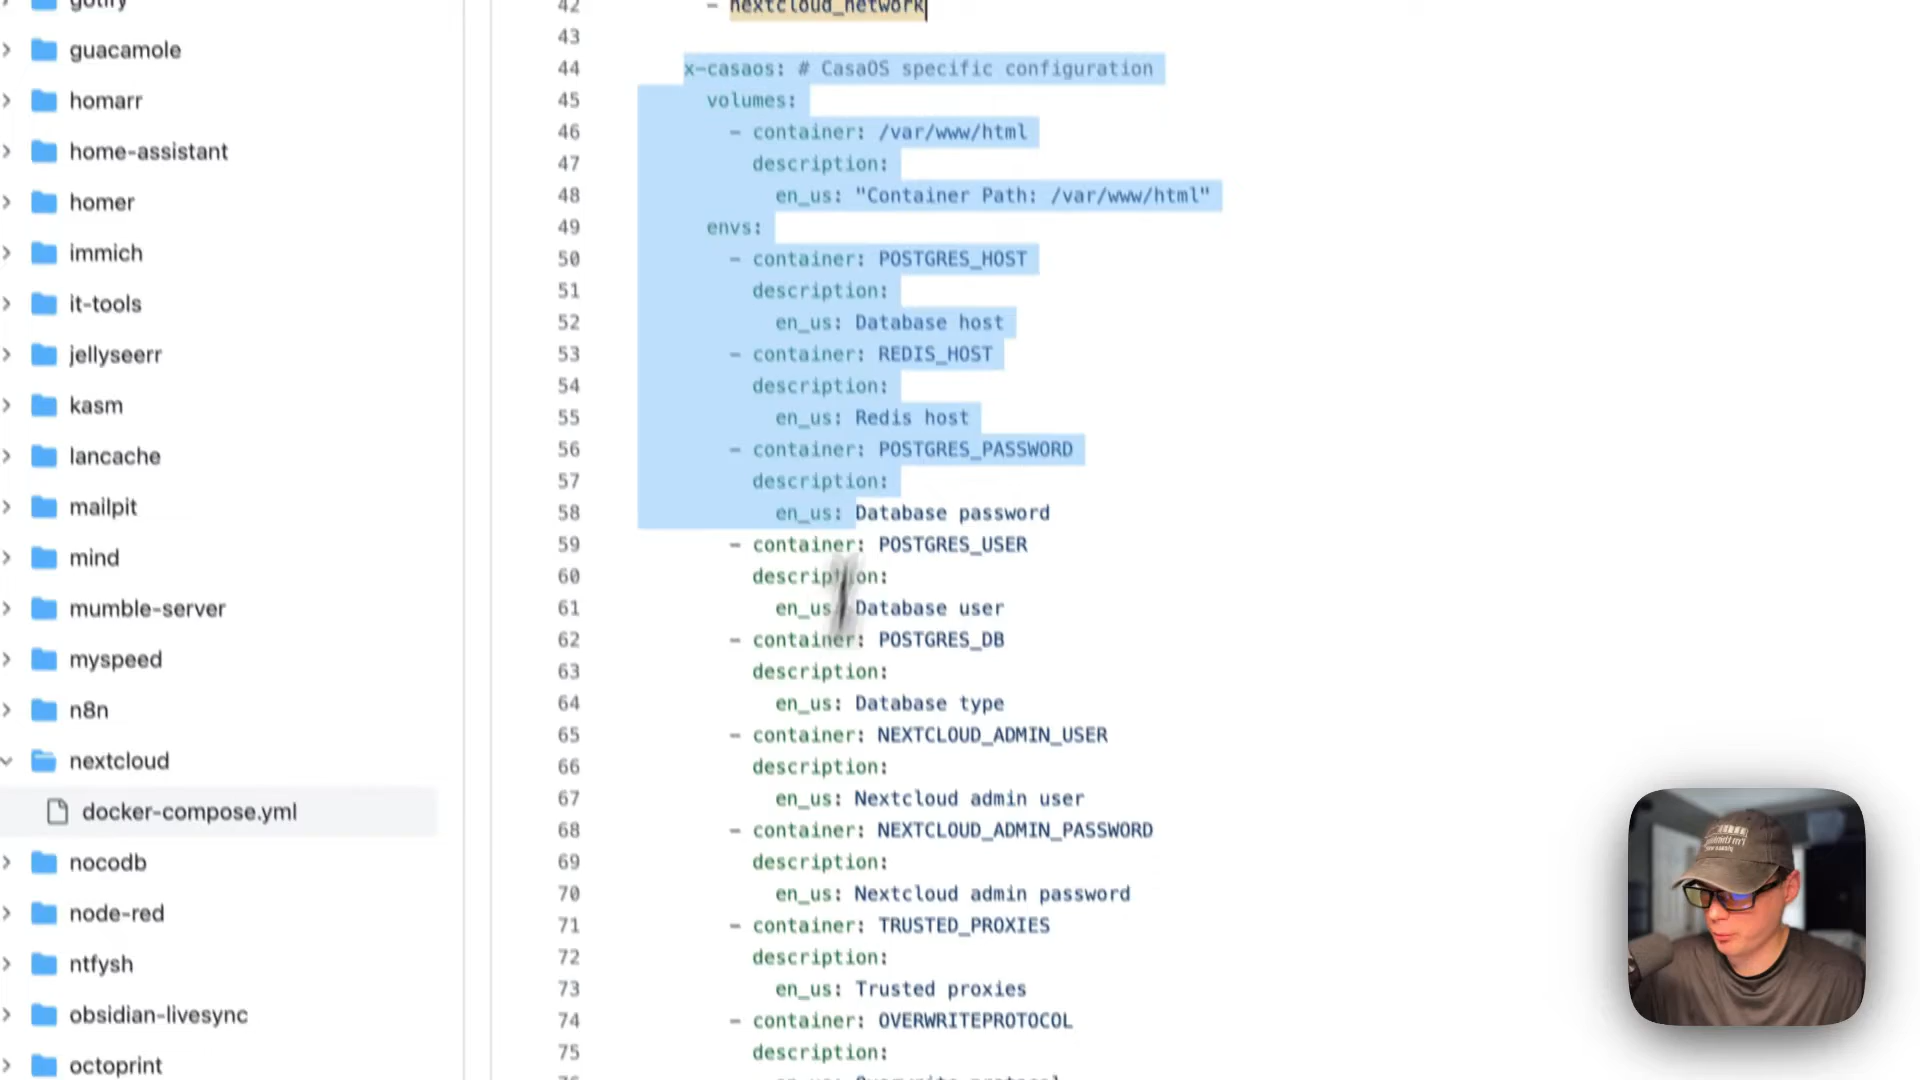 gotify
guacamole
homarr
home-assistant
homer
immich
it-tools
jellyseerr
kasm
lancache
mailpit
mind
mumble-server
myspeed
n8n
nextcloud
docker-compose.yml
nocodb
node-red
ntfysh
obsidian-livesync
octoprint
42 - nextcloud_network
43
44 x-casaos: # CasaOS specific configuration
45 volumes:
46 - container: /var/www/html
47 description:
48 en_us: "Container Path: /var/www/html"
49 envs:
50 - container: POSTGRES_HOST
51 description:
52 en_us: Database host
53 - container: REDIS_HOST
54 description:
55 en_us: Redis host
56 - container: POSTGRES_PASSWORD
57 description:
58 en_us: Database password
59 - container: POSTGRES_USER
60 description:
61 en_us: Database user
62 - container: POSTGRES_DB
63 description:
64 en_us: Database type
65 - container: NEXTCLOUD_ADMIN_USER
66 description:
67 en_us: Nextcloud admin user
68 - container: NEXTCLOUD_ADMIN_PASSWORD
69 description:
70 en_us: Nextcloud admin password
71 - container: TRUSTED_PROXIES
72 description:
73 en_us: Trusted proxies
74 - container: OVERWRITEPROTOCOL
75 description: